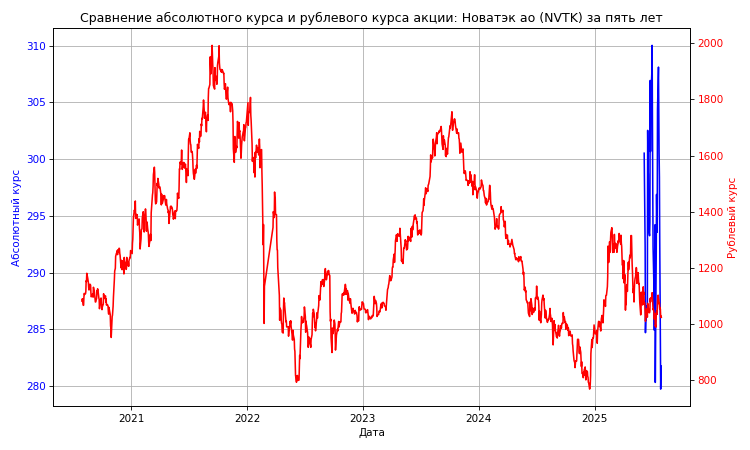 Сравнение абсолютного курса и рублевого курса акции: Новатэк ао (NVTK) за пять лет
310
305
300
295
290
285
280
Абсолютный курс
2000
1800
1600
1400
1200
1000
800
Рублевый курс
2021 2022 2023 2024 2025
Дата